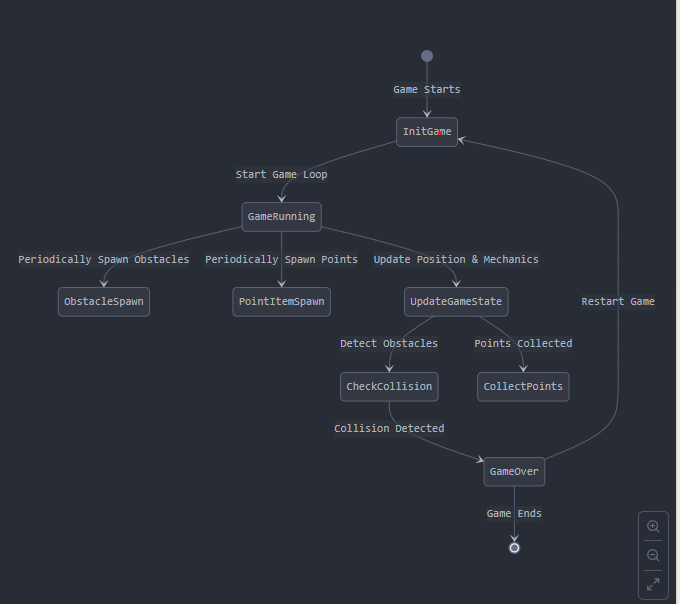 Game Starts
InitGame
Start Game Loop
GameRunning
Periodically Spawn Obstacles
Periodically Spawn Points
Update Position & Mechanics
ObstacleSpawn
PointItemSpawn
UpdateGameState
Restart Game
Detect Obstacles
Points Collected
CheckCollision
CollectPoints
Collision Detected
GameOver
Game Ends